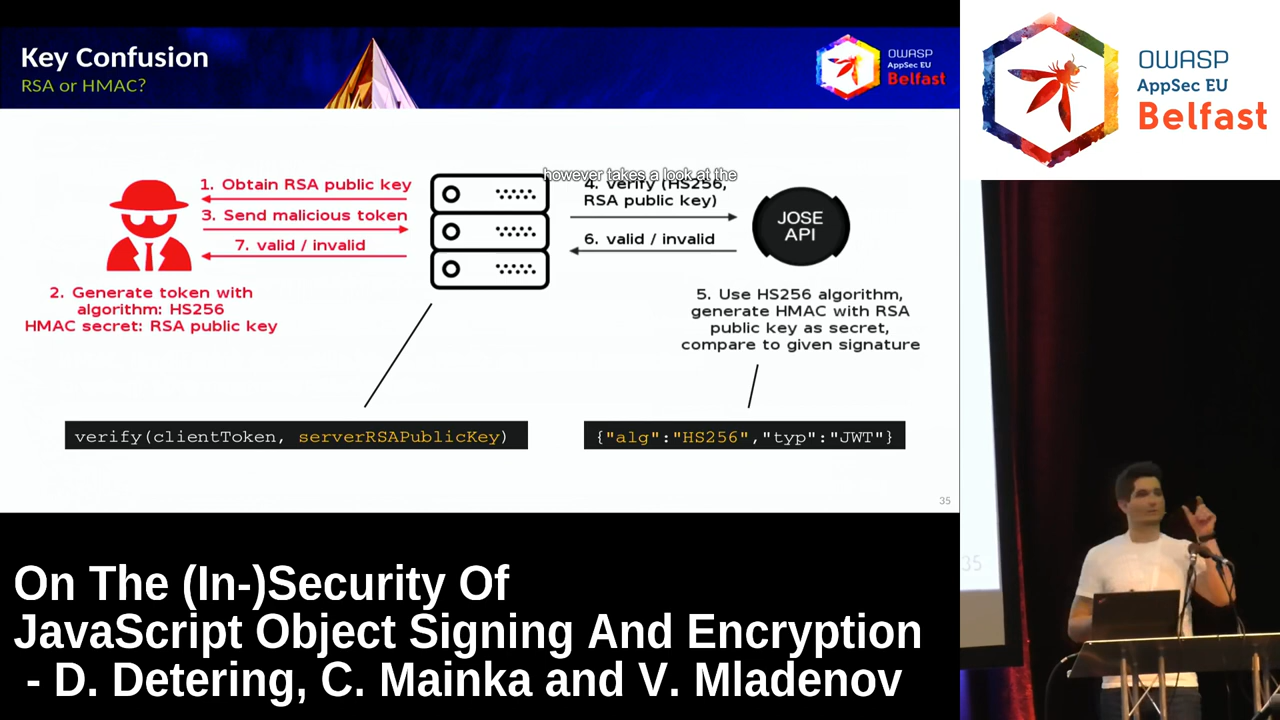 Key Confusion
RSA or HMAC?
OWASP
AppSec EU
Belfast
OWASP
AppSec EU
Belfast
however takes a look at the
1. Obtain RSA public key
3. Send malicious token
7. valid / invalid
2. Generate token with
algorithm: HS256
HMAC secret: RSA public key
4. verify (HS256,
RSA public key)
6. valid / invalid
JOSE
API
5. Use HS256 algorithm,
generate HMAC with RSA
public key as secret,
compare to given signature
verify(clientToken, serverRSAPublicKey)
{"alg":"HS256","typ":"JWT"}
35
35
On The (In-)Security Of
JavaScript Object Signing And Encryption
- D. Detering, C. Mainka and V. Mladenov